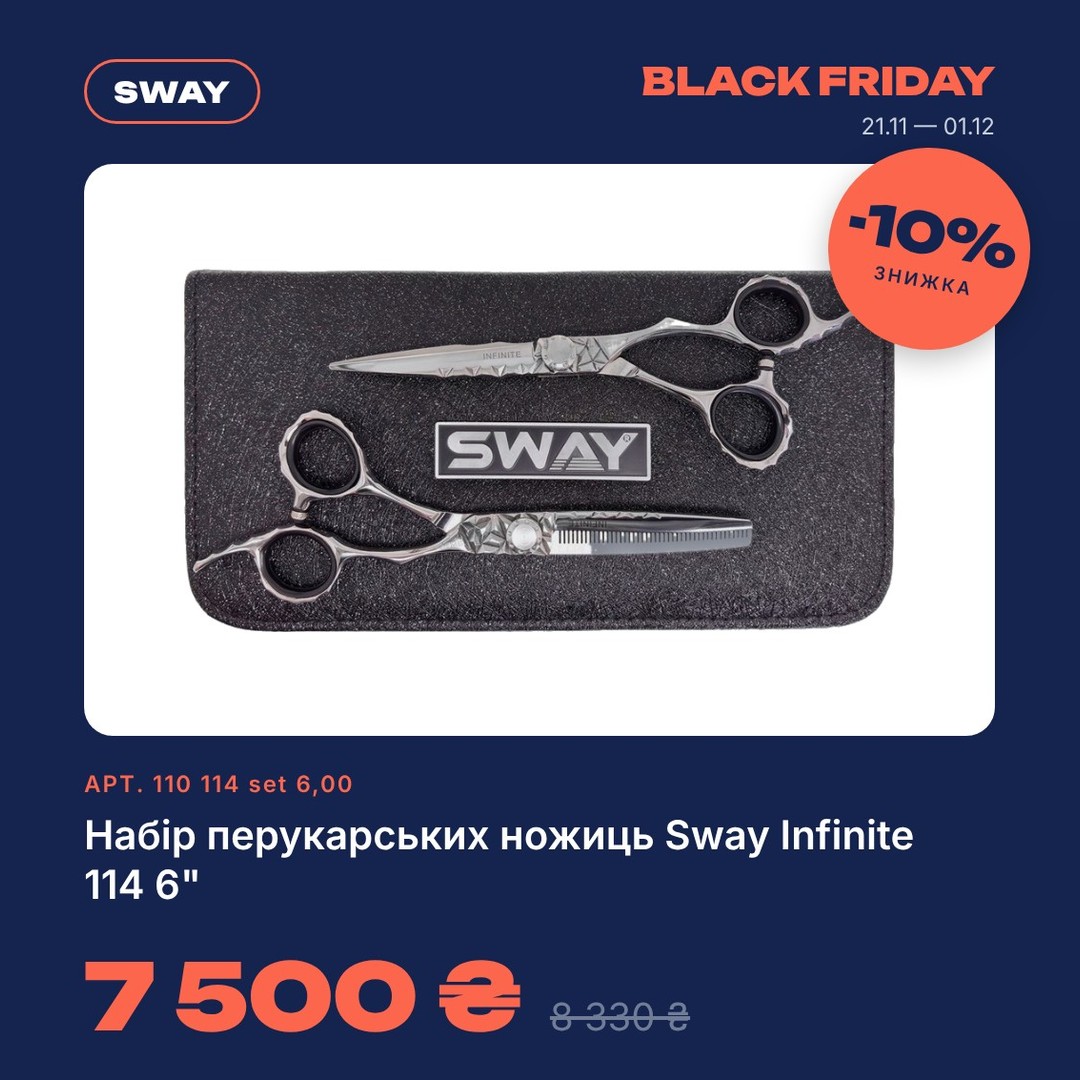 SWAY
BLACK FRIDAY
21.11 — 01.12
-10%
ЗНИЖКА
INFINITE
SWAY®
АРТ. 110 114 set 6,00
Набір перукарських ножиць Sway Infinite
114 6"
7 500 ₴
8 330 ₴